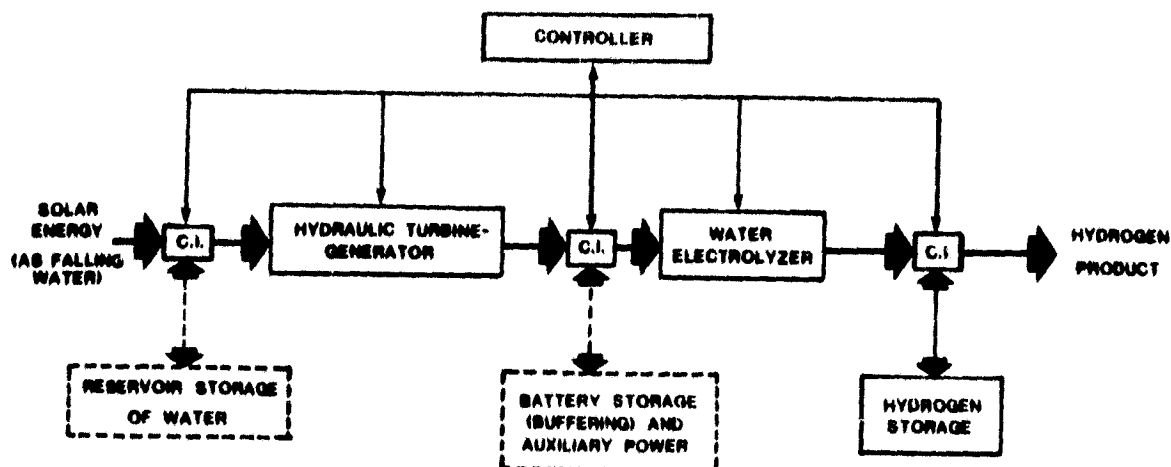 CONTROLLER
SOLAR
ENERGY
(AS FALLING
WATER)
C.I.
HYDRAULIC TURBINE-
GENERATOR
C.I.
WATER
ELECTROLYZER
C.I
HYDROGEN
PRODUCT
RESERVOIR STORAGE
OF WATER
BATTERY STORAGE
(BUFFERING) AND
AUXILIARY POWER
HYDROGEN
STORAGE